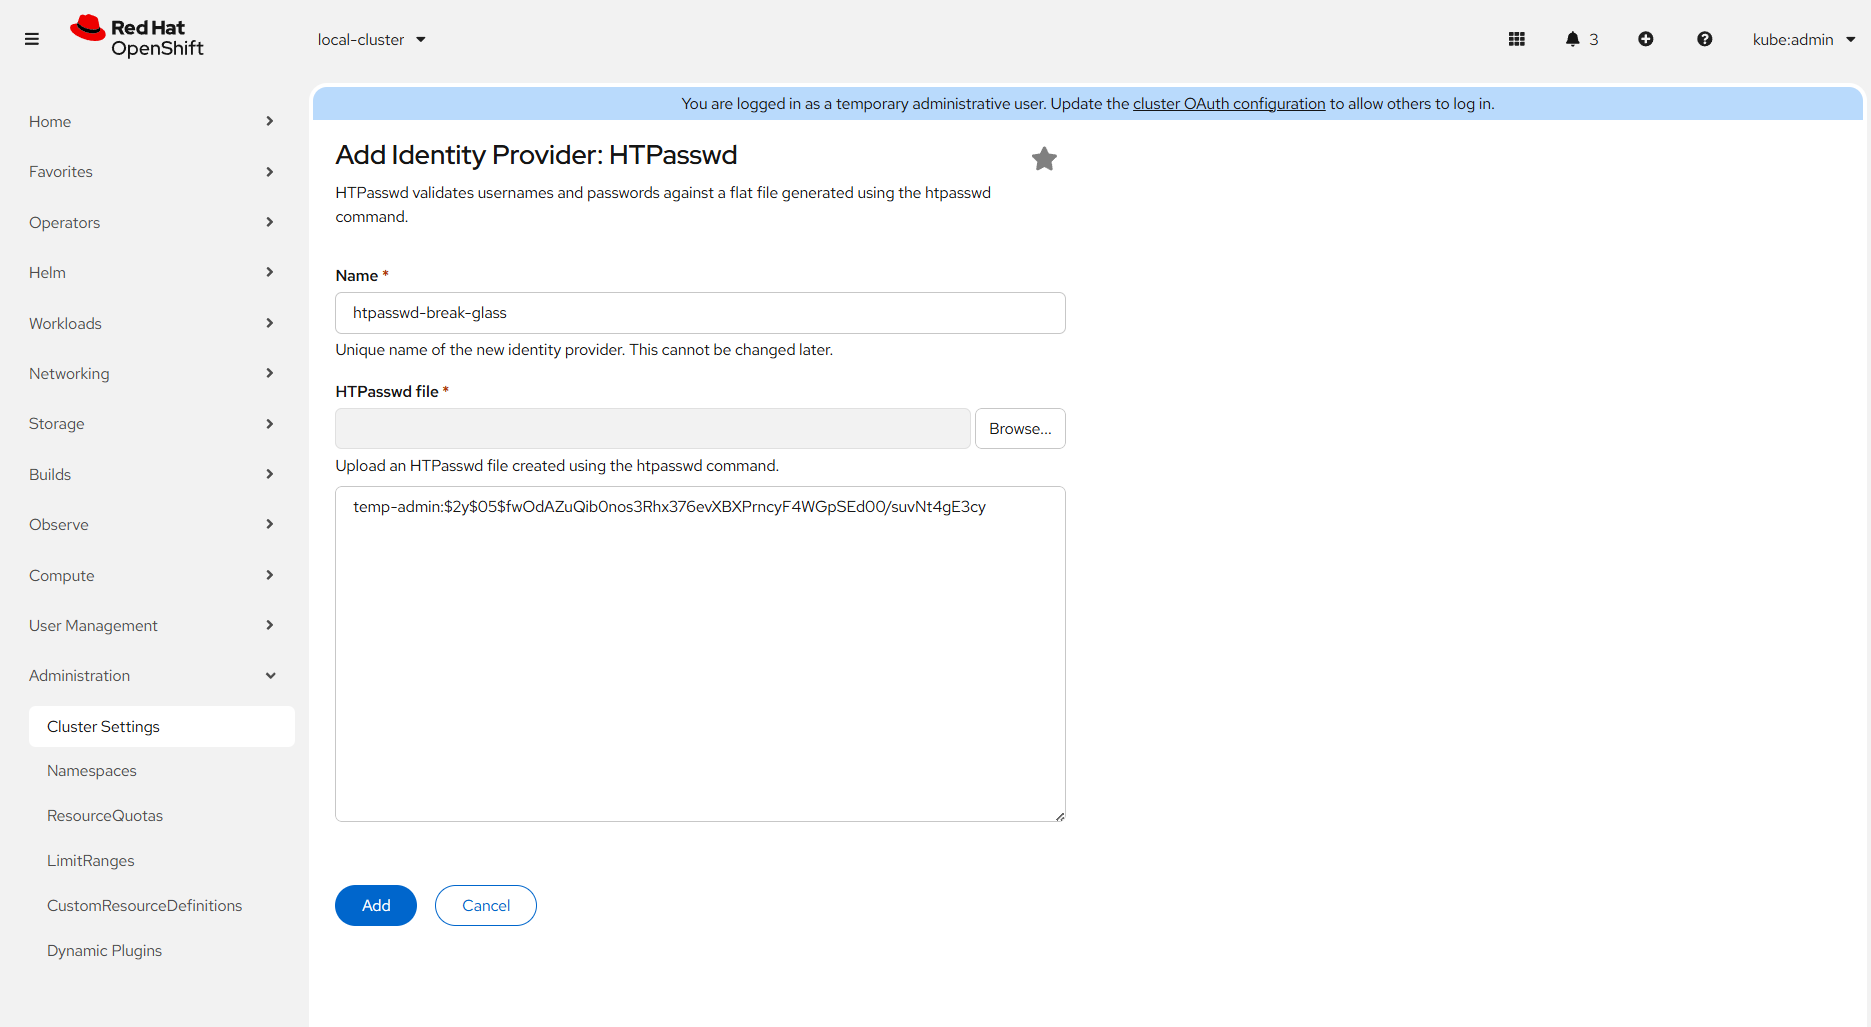 Red Hat
OpenShift
local-cluster
3
kube:admin
Home
Favorites
Operators
Helm
Workloads
Networking
Storage
Builds
Observe
Compute
User Management
Administration
Cluster Settings
Namespaces
ResourceQuotas
LimitRanges
CustomResourceDefinitions
Dynamic Plugins
You are logged in as a temporary administrative user. Update the cluster OAuth configuration to allow others to log in.
Add Identity Provider: HTPasswd
HTPasswd validates usernames and passwords against a flat file generated using the htpasswd
command.
Name *
htpasswd-break-glass
Unique name of the new identity provider. This cannot be changed later.
HTPasswd file *
Browse...
Upload an HTPasswd file created using the htpasswd command.
temp-admin:$2y$05$fwOdAZuQib0nos3Rhx376evXBXPrncyF4WGpSEd00/suvNt4gE3cy
Add
Cancel